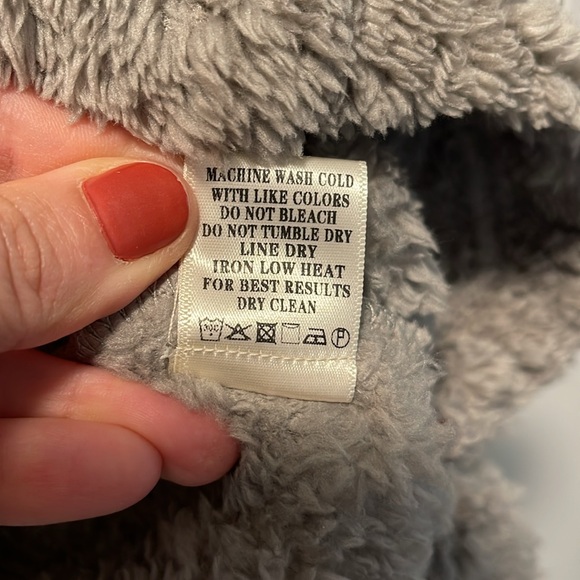 MACHINE WASH COLD
WITH LIKE COLORS
DO NOT BLEACH
DO NOT TUMBLE DRY
LINE DRY
IRON LOW HEAT
FOR BEST RESULTS
DRY CLEAN
30C P